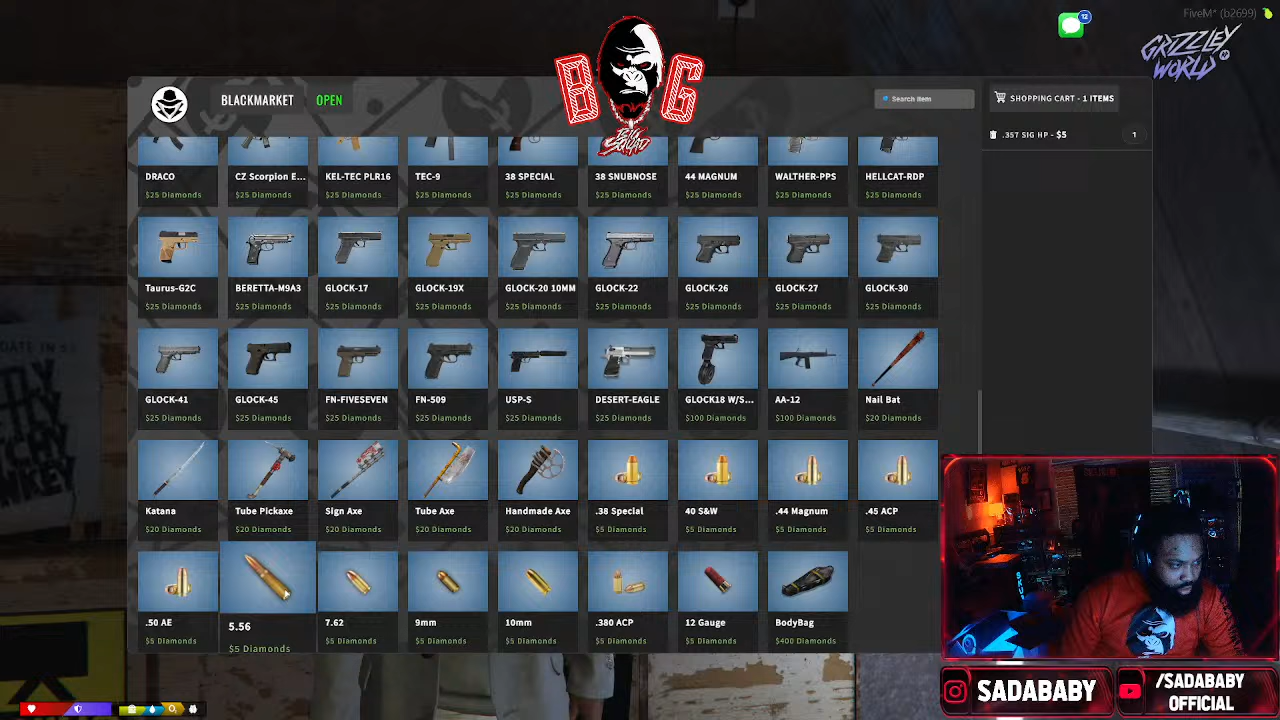 FiveM* (b2699)
12
GRIZZLEY
WORLD
RP
BG
BIG
SQUAD
BLACKMARKET OPEN
Search Item
SHOPPING CART - 1 ITEMS
.357 SIG HP - $5 1
DRACO CZ Scorpion E... KEL-TEC PLR16 TEC-9 38 SPECIAL 38 SNUBNOSE 44 MAGNUM WALTHER-PPS HELLCAT-RDP
$25 Diamonds $25 Diamonds $25 Diamonds $25 Diamonds $25 Diamonds $25 Diamonds $25 Diamonds $25 Diamonds $25 Diamonds
Taurus-G2C BERETTA-M9A3 GLOCK-17 GLOCK-19X GLOCK-20 10MM GLOCK-22 GLOCK-26 GLOCK-27 GLOCK-30
$25 Diamonds $25 Diamonds $25 Diamonds $25 Diamonds $25 Diamonds $25 Diamonds $25 Diamonds $25 Diamonds $25 Diamonds
GLOCK-41 GLOCK-45 FN-FIVESEVEN FN-509 USP-S DESERT-EAGLE GLOCK18 W/S... AA-12 Nail Bat
$25 Diamonds $25 Diamonds $25 Diamonds $25 Diamonds $25 Diamonds $25 Diamonds $100 Diamonds $100 Diamonds $20 Diamonds
Katana Tube Pickaxe Sign Axe Tube Axe Handmade Axe .38 Special 40 S&W .44 Magnum .45 ACP
$20 Diamonds $20 Diamonds $20 Diamonds $20 Diamonds $20 Diamonds $5 Diamonds $5 Diamonds $5 Diamonds $5 Diamonds
.50 AE 5.56 7.62 9mm 10mm .380 ACP 12 Gauge BodyBag
$5 Diamonds $5 Diamonds $5 Diamonds $5 Diamonds $5 Diamonds $5 Diamonds $5 Diamonds $400 Diamonds
SADABABY
/SADABABY
OFFICIAL